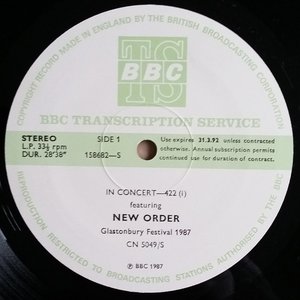 COPYRIGHT RECORD MADE IN ENGLAND BY THE BRITISH BROADCASTING CORPORATION
TS
BBC
BBC TRANSCRIPTION SERVICE
STEREO SIDE 1
L.P. 33⅓ rpm
DUR. 28'38" 158682—S
Use expires 31.3.92 unless contracted
otherwise. Annual subscription permits
continued use for duration of contract.
IN CONCERT—422 (I)
featuring
NEW ORDER
Glastonbury Festival 1987
CN 5049/S
℗ BBC 1987
REPRODUCTION RESTRICTED TO BROADCASTING STATIONS AUTHORISED BY THE